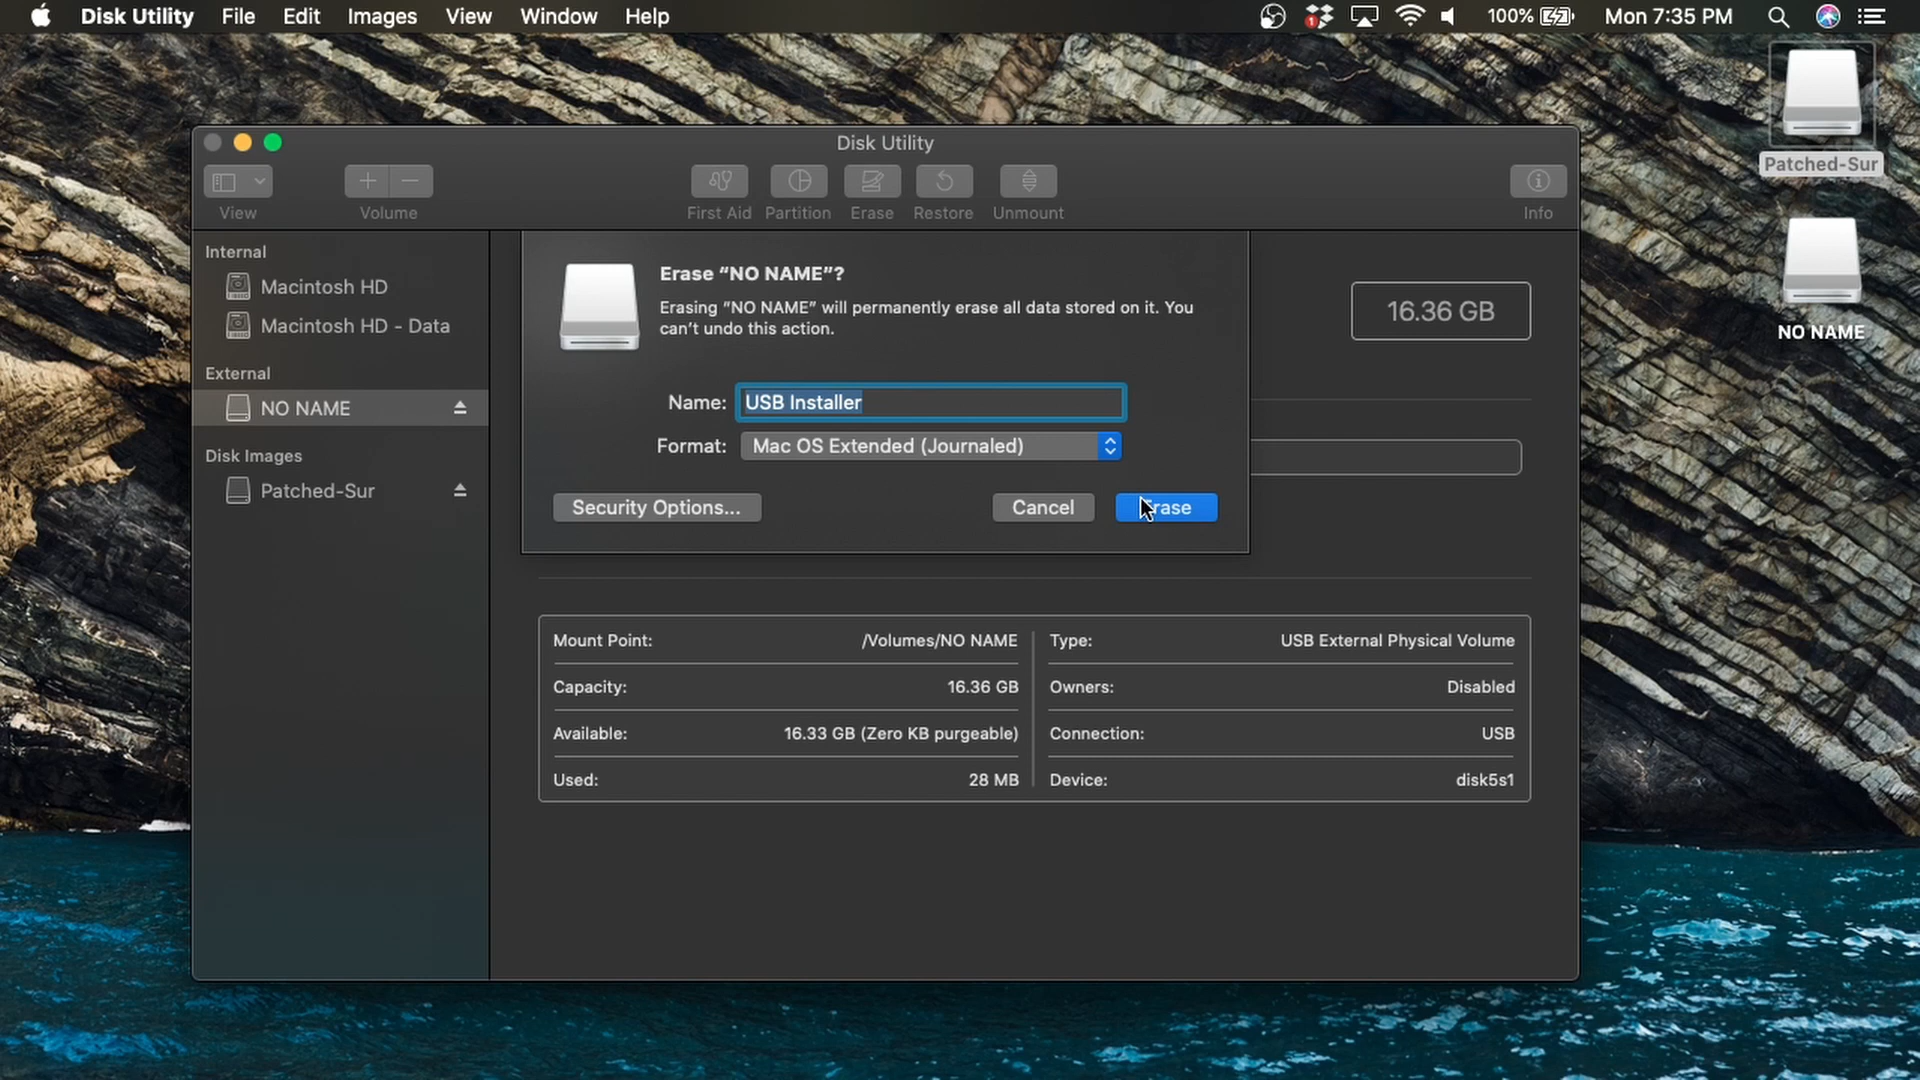 Disk Utility File Edit Images View Window Help 1 100% Mon 7:35 PM
Patched-Sur
NO NAME
Disk Utility
View Volume First Aid Partition Erase Restore Unmount Info
Internal
Macintosh HD
Macintosh HD - Data
External
NO NAME
Disk Images
Patched-Sur
Erase “NO NAME”?
Erasing “NO NAME” will permanently erase all data stored on it. You
can’t undo this action.
Name: USB Installer
Format: Mac OS Extended (Journaled)
Security Options... Cancel Erase
16.36 GB
Mount Point: /Volumes/NO NAME
Capacity: 16.36 GB
Available: 16.33 GB (Zero KB purgeable)
Used: 28 MB
Type: USB External Physical Volume
Owners: Disabled
Connection: USB
Device: disk5s1